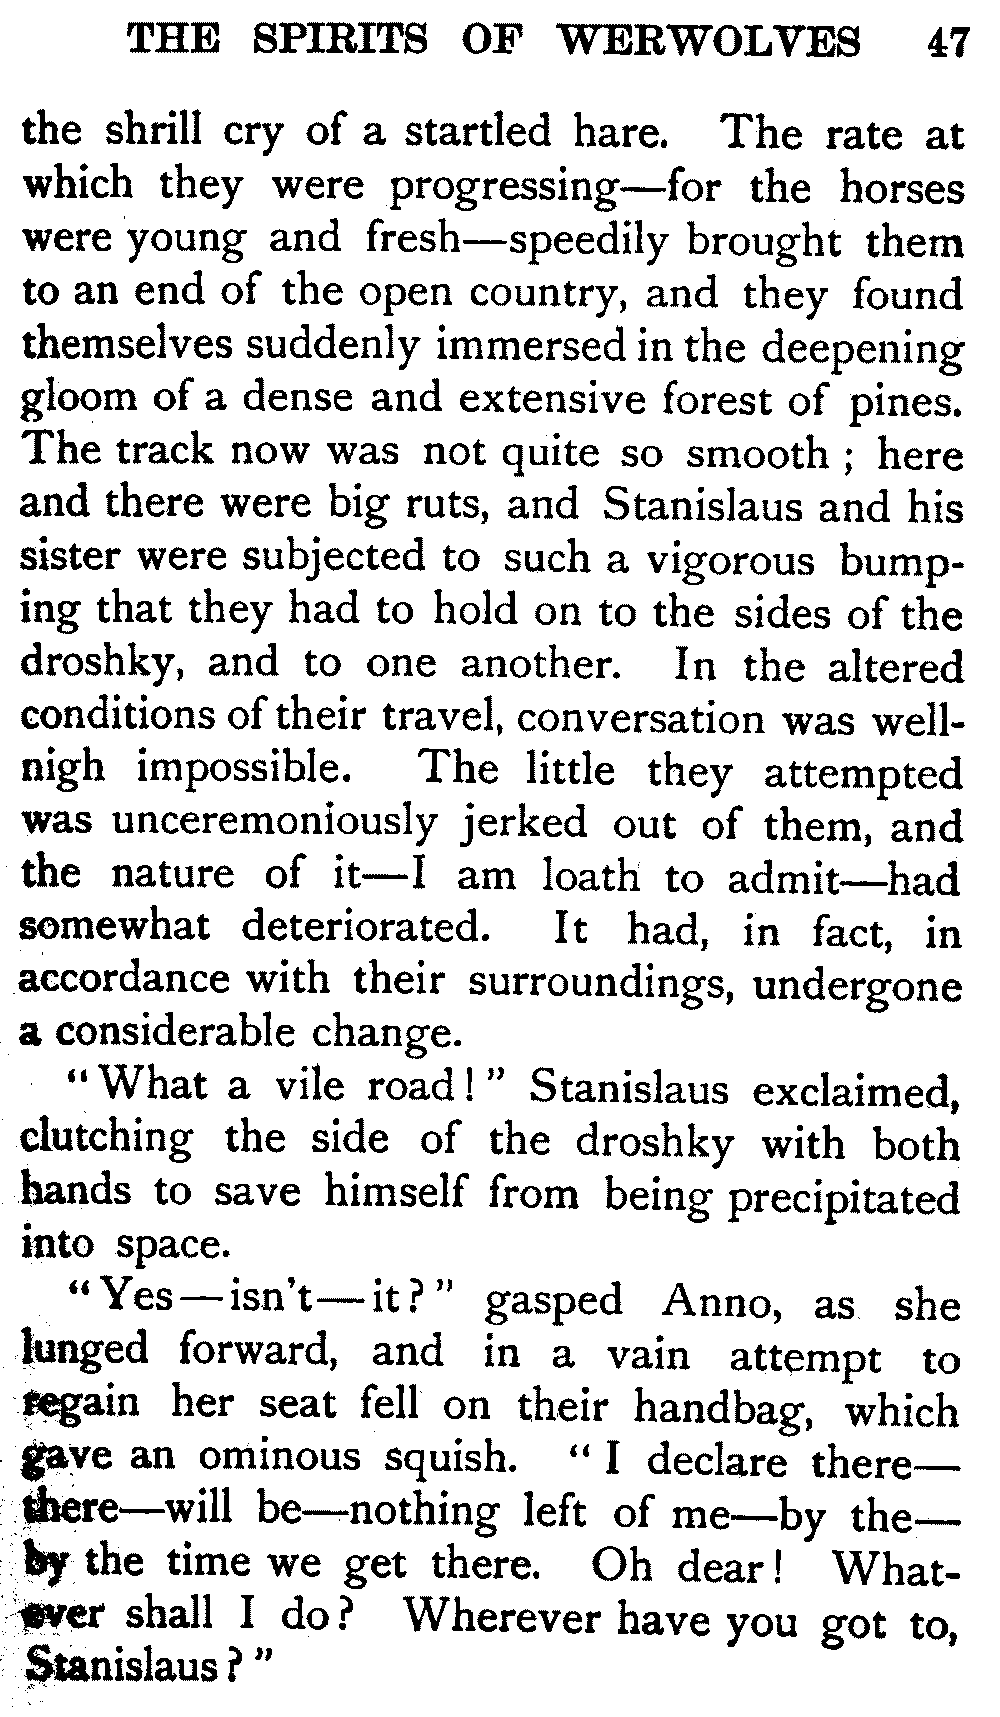 THE SPIRITS OF WERWOLVES 47
the shrill cry of a startled hare. The rate at
which they were progressing—for the horses
were young and fresh—speedily brought them
to an end of the open country, and they found
themselves suddenly immersed in the deepening
gloom of a dense and extensive forest of pines.
The track now was not quite so smooth ; here
and there were big ruts, and Stanislaus and his
sister were subjected to such a vigorous bump-
ing that they had to hold on to the sides of the
droshky, and to one another. In the altered
conditions of their travel, conversation was well-
nigh impossible. The little they attempted
was unceremoniously jerked out of them, and
the nature of it—I am loath to admit—had
somewhat deteriorated. It had, in fact, in
accordance with their surroundings, undergone
a considerable change.
“What a vile road!” Stanislaus exclaimed,
clutching the side of the droshky with both
hands to save himself from being precipitated
into space.
“Yes—isn't—it?” gasped Anno, as she
lunged forward, and in a vain attempt to
regain her seat fell on their handbag, which
gave an ominous squish. “I declare there—
there—will be—nothing left of me—by the—
by the time we get there. Oh dear! What-
ever shall I do? Wherever have you got to,
Stanislaus?”